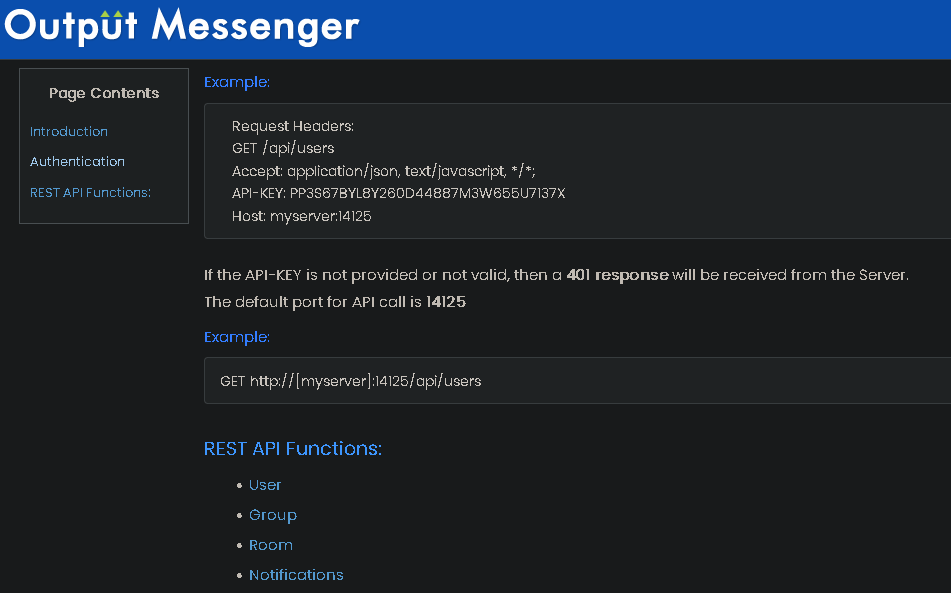 Output Messenger
Page Contents
Introduction
Authentication
REST API Functions:
Example:
Request Headers:
GET /api/users
Accept: application/json, text/javascript, */*;
API-KEY: PP3S67BYL8Y260D44887M3W655U7137X
Host: myserver:14125
If the API-KEY is not provided or not valid, then a 401 response will be received from the Server.
The default port for API call is 14125
Example:
GET http://[myserver]:14125/api/users
REST API Functions:
• User
• Group
• Room
• Notifications